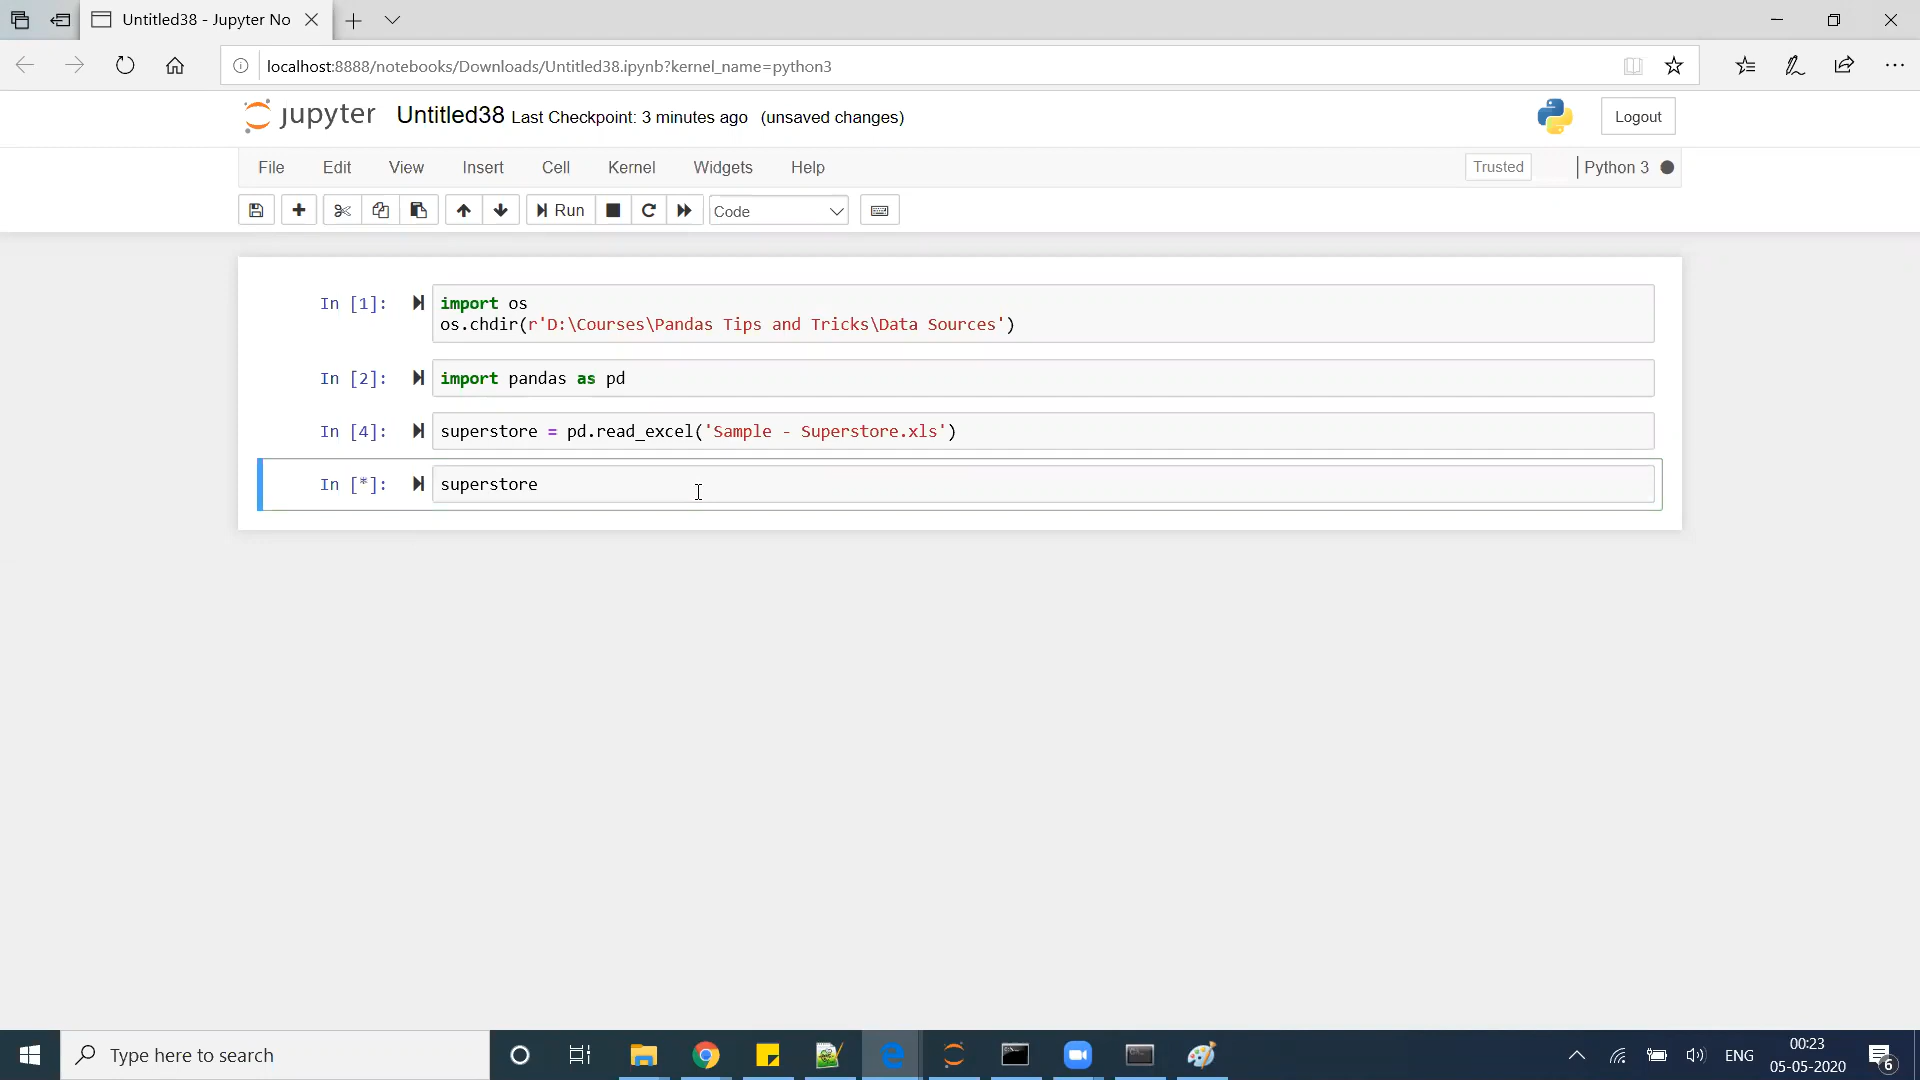 Untitled38 - Jupyter No
localhost:8888/notebooks/Downloads/Untitled38.ipynb?kernel_name=python3
jupyter Untitled38 Last Checkpoint: 3 minutes ago (unsaved changes)
Logout
File Edit View Insert Cell Kernel Widgets Help
Trusted
Python 3
Run
Code
In [1]:
import os
os.chdir(r'D:\Courses\Pandas Tips and Tricks\Data Sources')
In [2]:
import pandas as pd
In [4]:
superstore = pd.read_excel('Sample - Superstore.xls')
In [*]:
superstore
Type here to search
ENG
00:23
05-05-2020
6